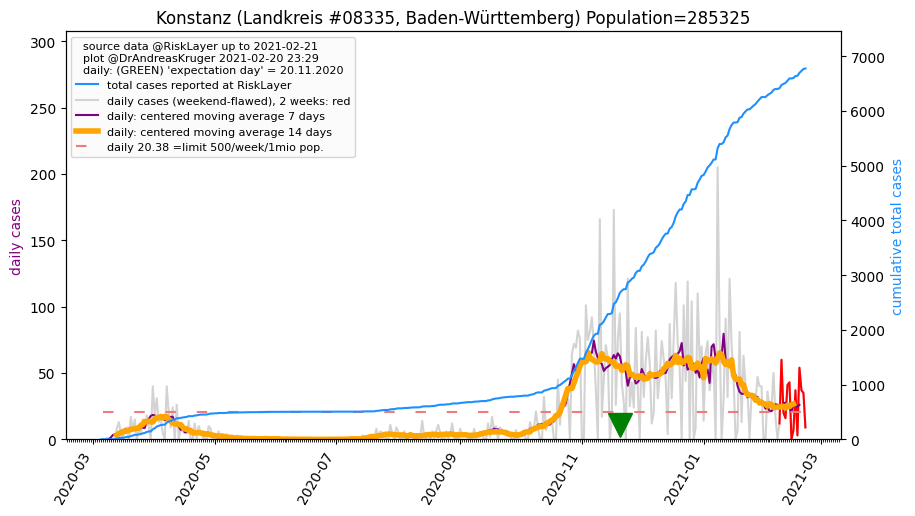 Konstanz (Landkreis #08335, Baden-Württemberg) Population=285325
source data @RiskLayer up to 2021-02-21
plot @DrAndreasKruger 2021-02-20 23:29
daily: (GREEN) 'expectation day' = 20.11.2020
total cases reported at RiskLayer
daily cases (weekend-flawed), 2 weeks: red
daily: centered moving average 7 days
daily: centered moving average 14 days
daily 20.38 =limit 500/week/1mio pop.
daily cases
300
250
200
150
100
50
0
7000
6000
5000
4000
3000
2000
1000
0
cumulative total cases
2020-03
2020-05
2020-07
2020-09
2020-11
2021-01
2021-03